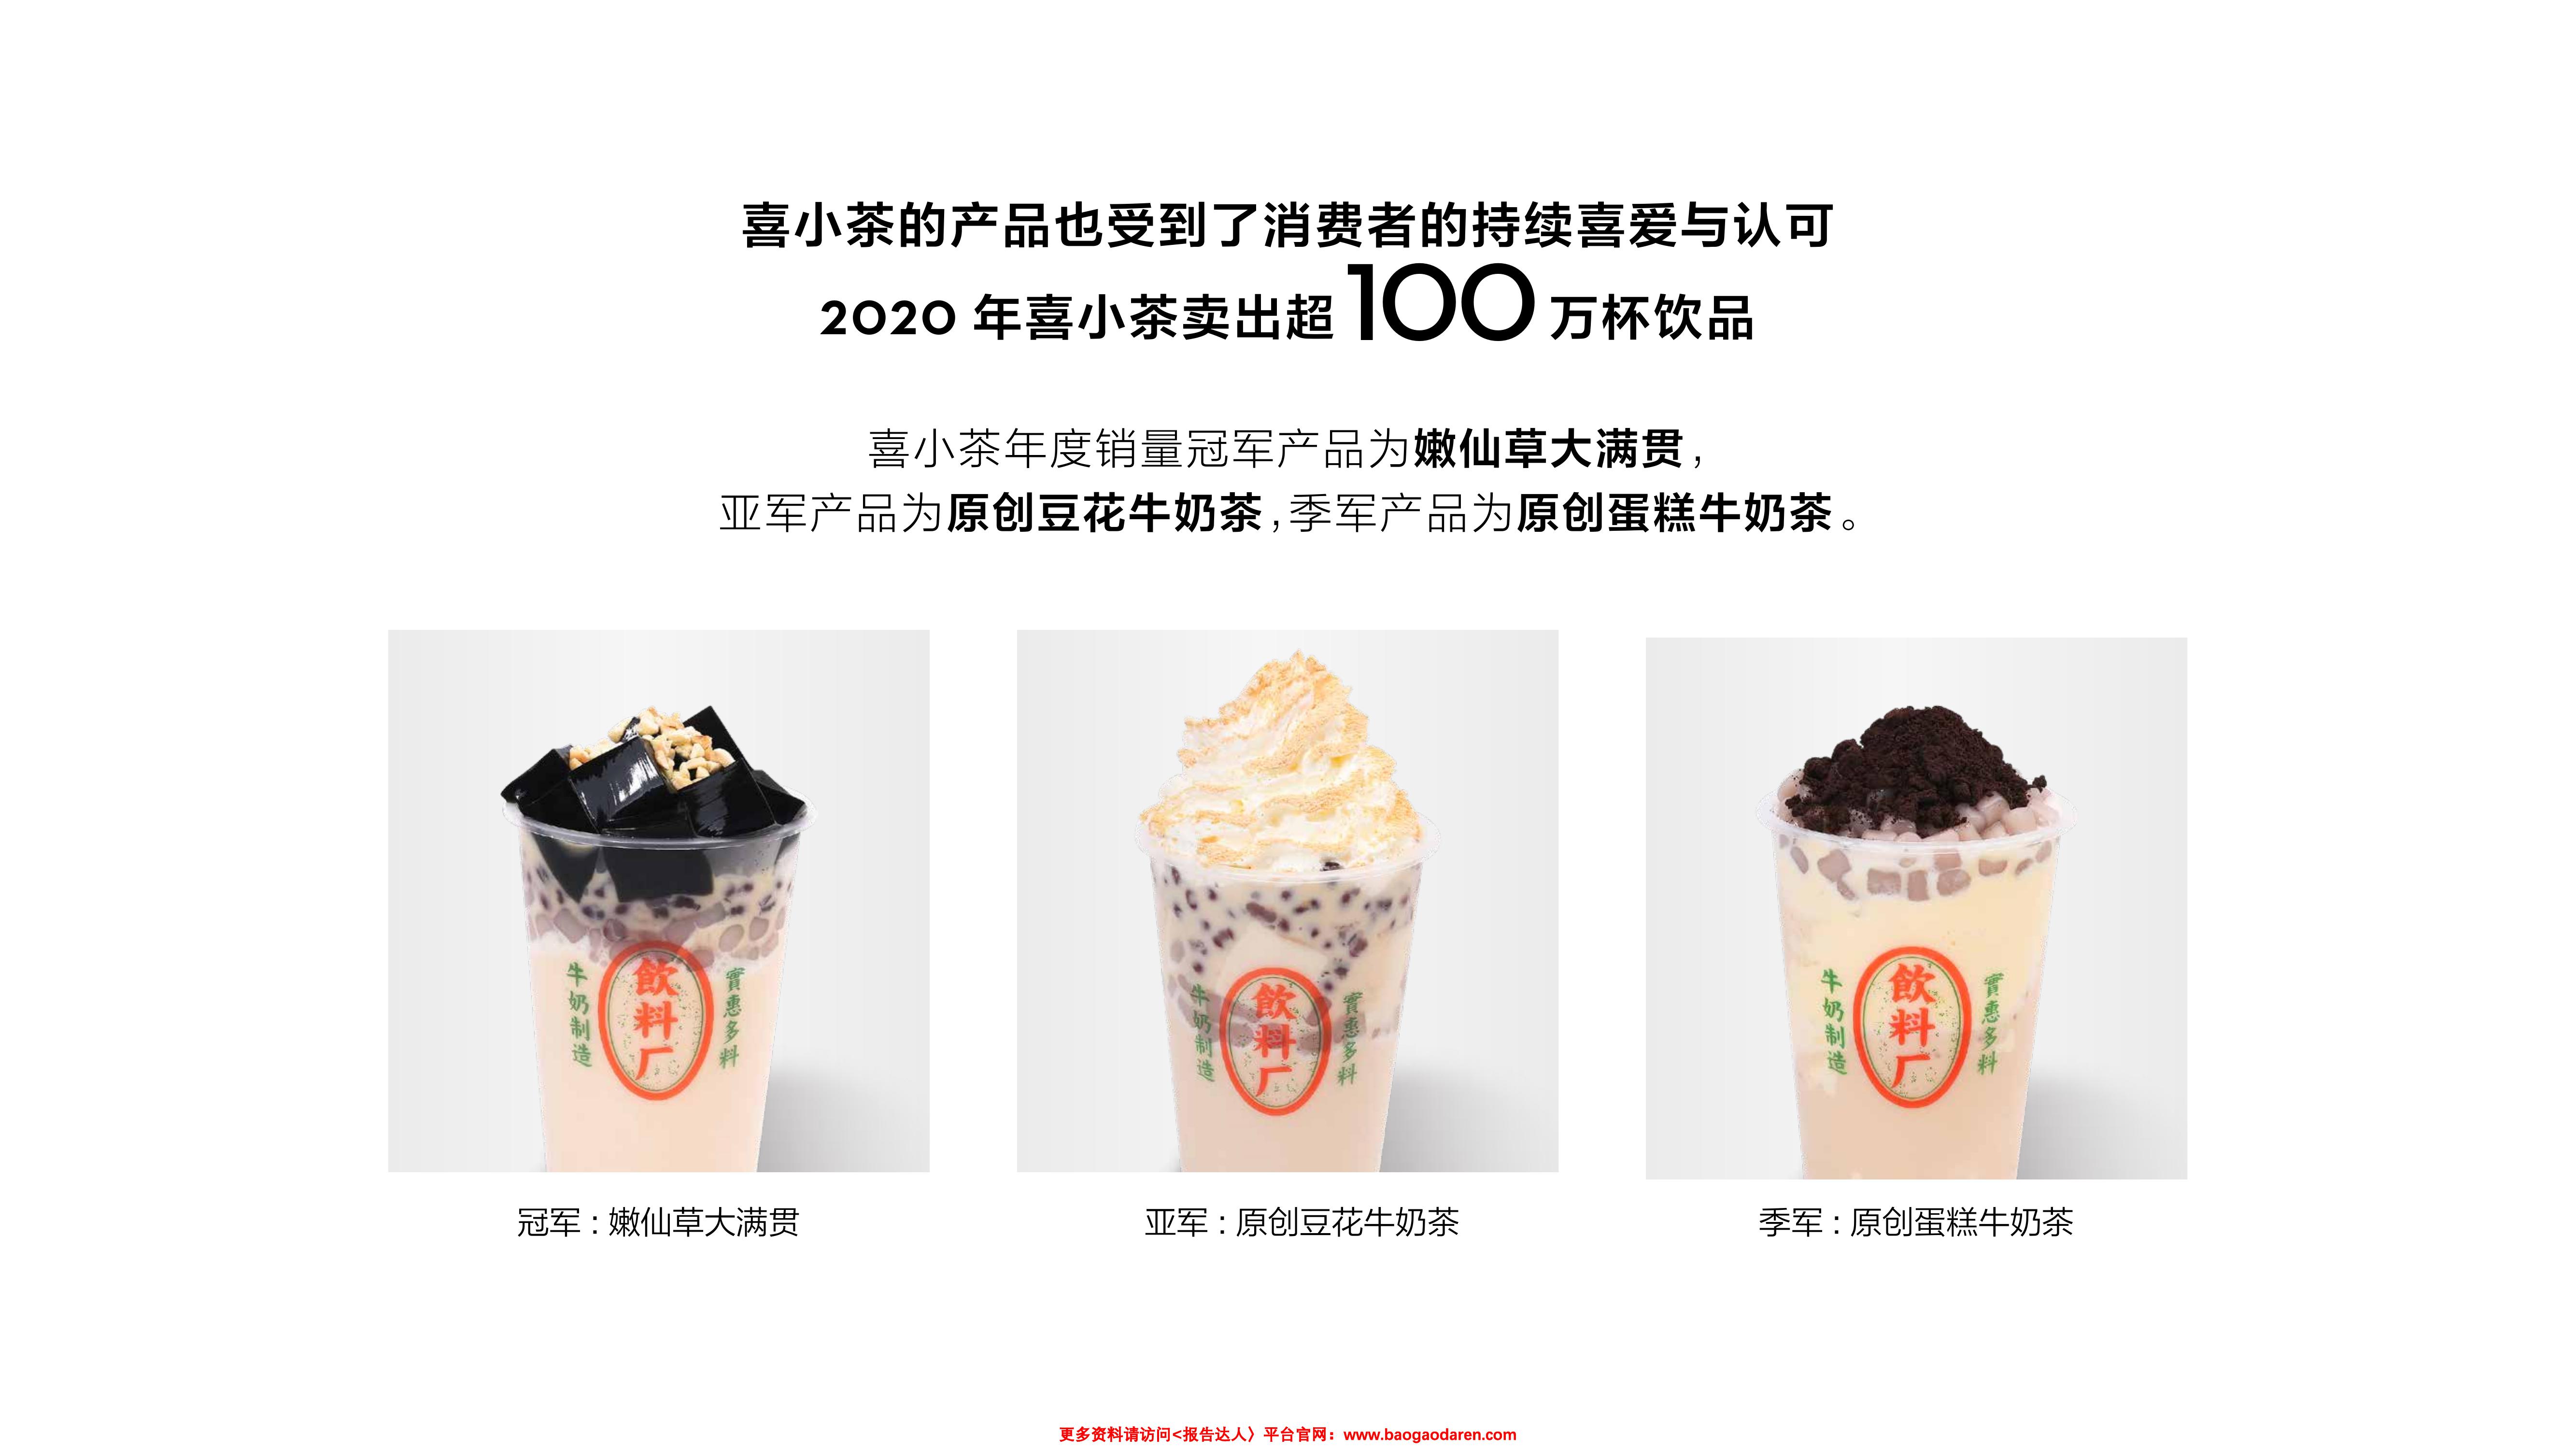 喜小茶的产品也受到了消费者的持续喜爱与认可
2020 年喜小茶卖出超 100 万杯饮品
喜小茶年度销量冠军产品为嫩仙草大满贯，
亚军产品为原创豆花牛奶茶，季军产品为原创蛋糕牛奶茶。
牛奶制造
飲料厂
實惠多料
牛奶制造
飲料厂
實惠多料
牛奶制造
飲料厂
實惠多料
冠军：嫩仙草大满贯
亚军：原创豆花牛奶茶
季军：原创蛋糕牛奶茶
更多资料请访问<报告达人〉平台官网：www.baogaodaren.com